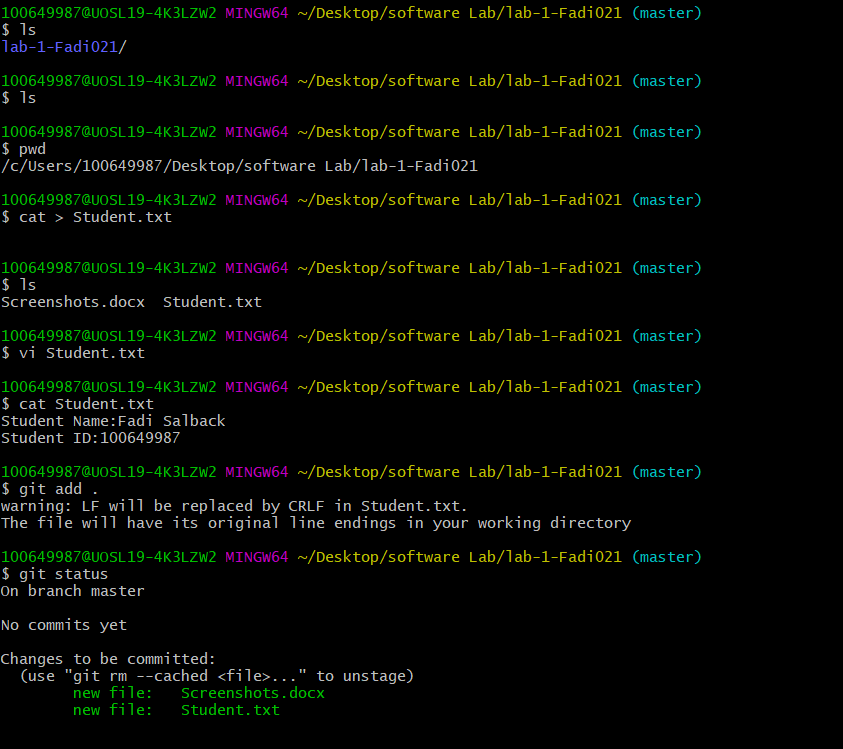 100649987@UOSL19-4K3LZW2 MINGW64 ~/Desktop/software Lab/lab-1-Fadi021 (master)
$ ls
lab-1-Fadi021/
100649987@UOSL19-4K3LZW2 MINGW64 ~/Desktop/software Lab/lab-1-Fadi021 (master)
$ ls
100649987@UOSL19-4K3LZW2 MINGW64 ~/Desktop/software Lab/lab-1-Fadi021 (master)
$ pwd
/c/Users/100649987/Desktop/software Lab/lab-1-Fadi021
100649987@UOSL19-4K3LZW2 MINGW64 ~/Desktop/software Lab/lab-1-Fadi021 (master)
$ cat > Student.txt
100649987@UOSL19-4K3LZW2 MINGW64 ~/Desktop/software Lab/lab-1-Fadi021 (master)
$ ls
Screenshots.docx  Student.txt
100649987@UOSL19-4K3LZW2 MINGW64 ~/Desktop/software Lab/lab-1-Fadi021 (master)
$ vi Student.txt
100649987@UOSL19-4K3LZW2 MINGW64 ~/Desktop/software Lab/lab-1-Fadi021 (master)
$ cat Student.txt
Student Name:Fadi Salback
Student ID:100649987
100649987@UOSL19-4K3LZW2 MINGW64 ~/Desktop/software Lab/lab-1-Fadi021 (master)
$ git add .
warning: LF will be replaced by CRLF in Student.txt.
The file will have its original line endings in your working directory
100649987@UOSL19-4K3LZW2 MINGW64 ~/Desktop/software Lab/lab-1-Fadi021 (master)
$ git status
On branch master
No commits yet
Changes to be committed:
  (use "git rm --cached <file>..." to unstage)
        new file:   Screenshots.docx
        new file:   Student.txt